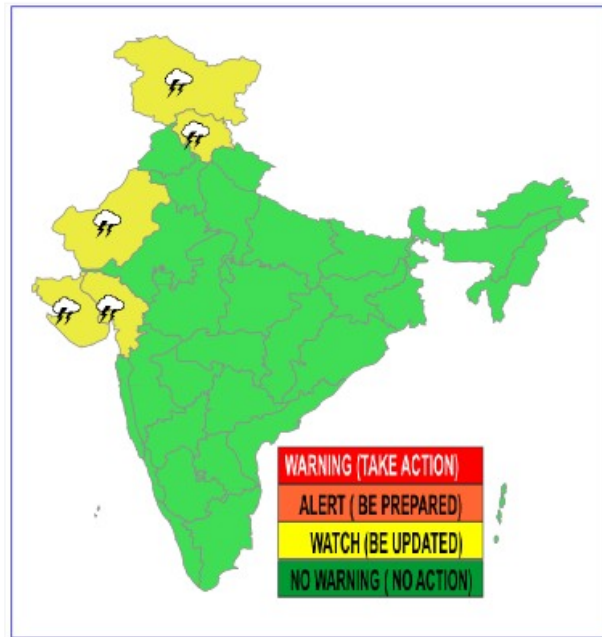 WARNING (TAKE ACTION)
ALERT ( BE PREPARED)
WATCH (BE UPDATED)
NO WARNING ( NO ACTION)